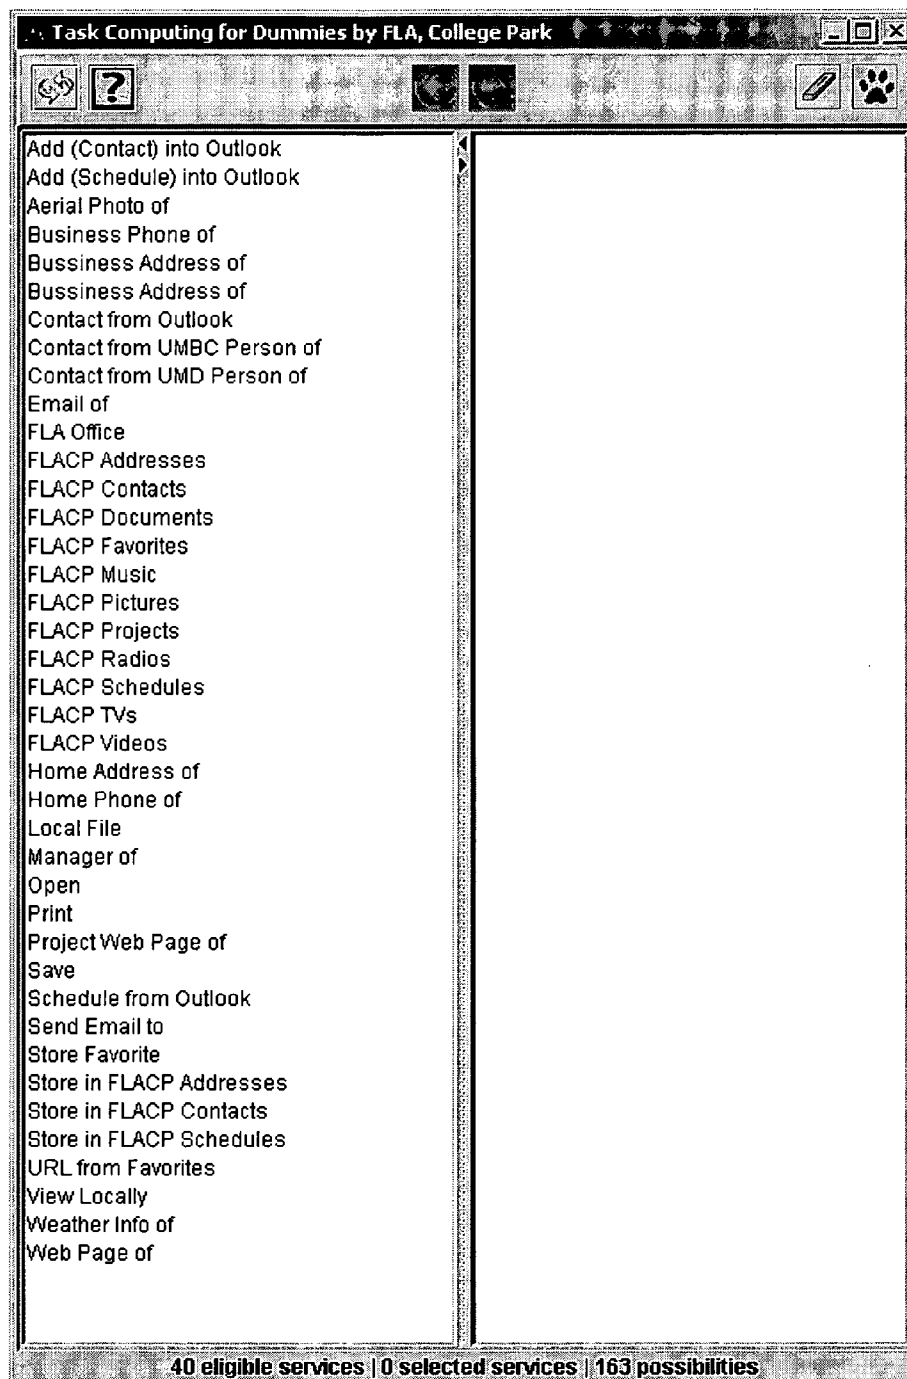 Task Computing for Dummies by FLA, College Park
?
Add (Contact) into Outlook
Add (Schedule) into Outlook
Aerial Photo of
Business Phone of
Bussiness Address of
Bussiness Address of
Contact from Outlook
Contact from UMBC Person of
Contact from UMD Person of
Email of
FLA Office
FLACP Addresses
FLACP Contacts
FLACP Documents
FLACP Favorites
FLACP Music
FLACP Pictures
FLACP Projects
FLACP Radios
FLACP Schedules
FLACP TVs
FLACP Videos
Home Address of
Home Phone of
Local File
Manager of
Open
Print
Project Web Page of
Save
Schedule from Outlook
Send Email to
Store Favorite
Store in FLACP Addresses
Store in FLACP Contacts
Store in FLACP Schedules
URL from Favorites
View Locally
Weather Info of
Web Page of
40 eligible services | 0 selected services | 163 possibilities